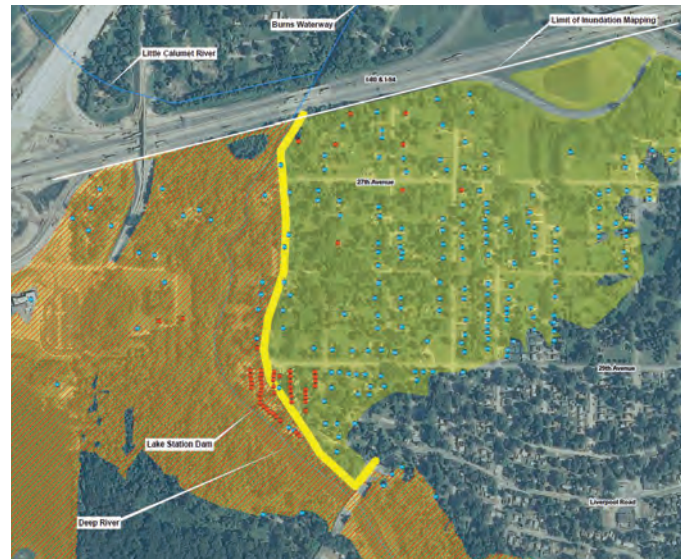 Burns Waterway
Limit of Inundation Mapping
Little Calumet River
I-80 & I-94
27th Avenue
29th Avenue
Lake Station Dam
Liverpool Road
Deep River